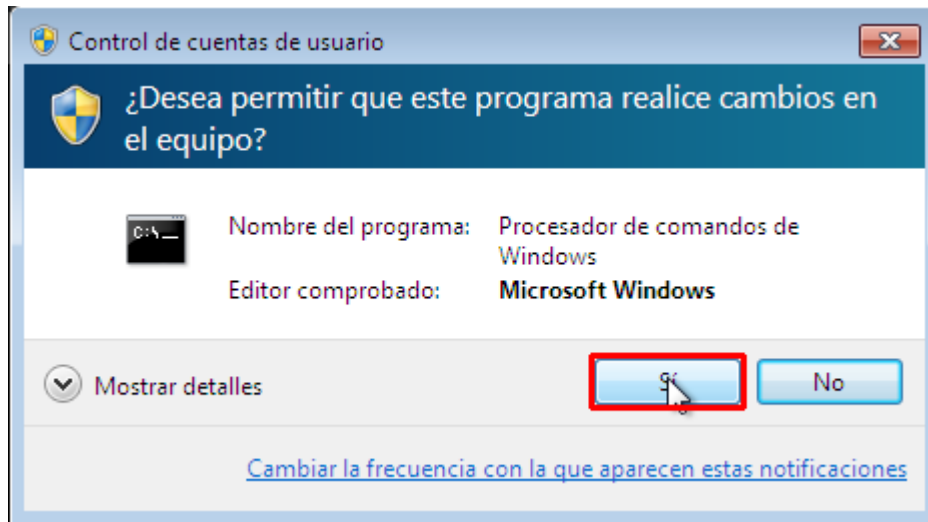 Control de cuentas de usuario
¿Desea permitir que este programa realice cambios en
el equipo?
C:\_
Nombre del programa: Procesador de comandos de
Windows
Editor comprobado: Microsoft Windows
Mostrar detalles
Sí
No
Cambiar la frecuencia con la que aparecen estas notificaciones